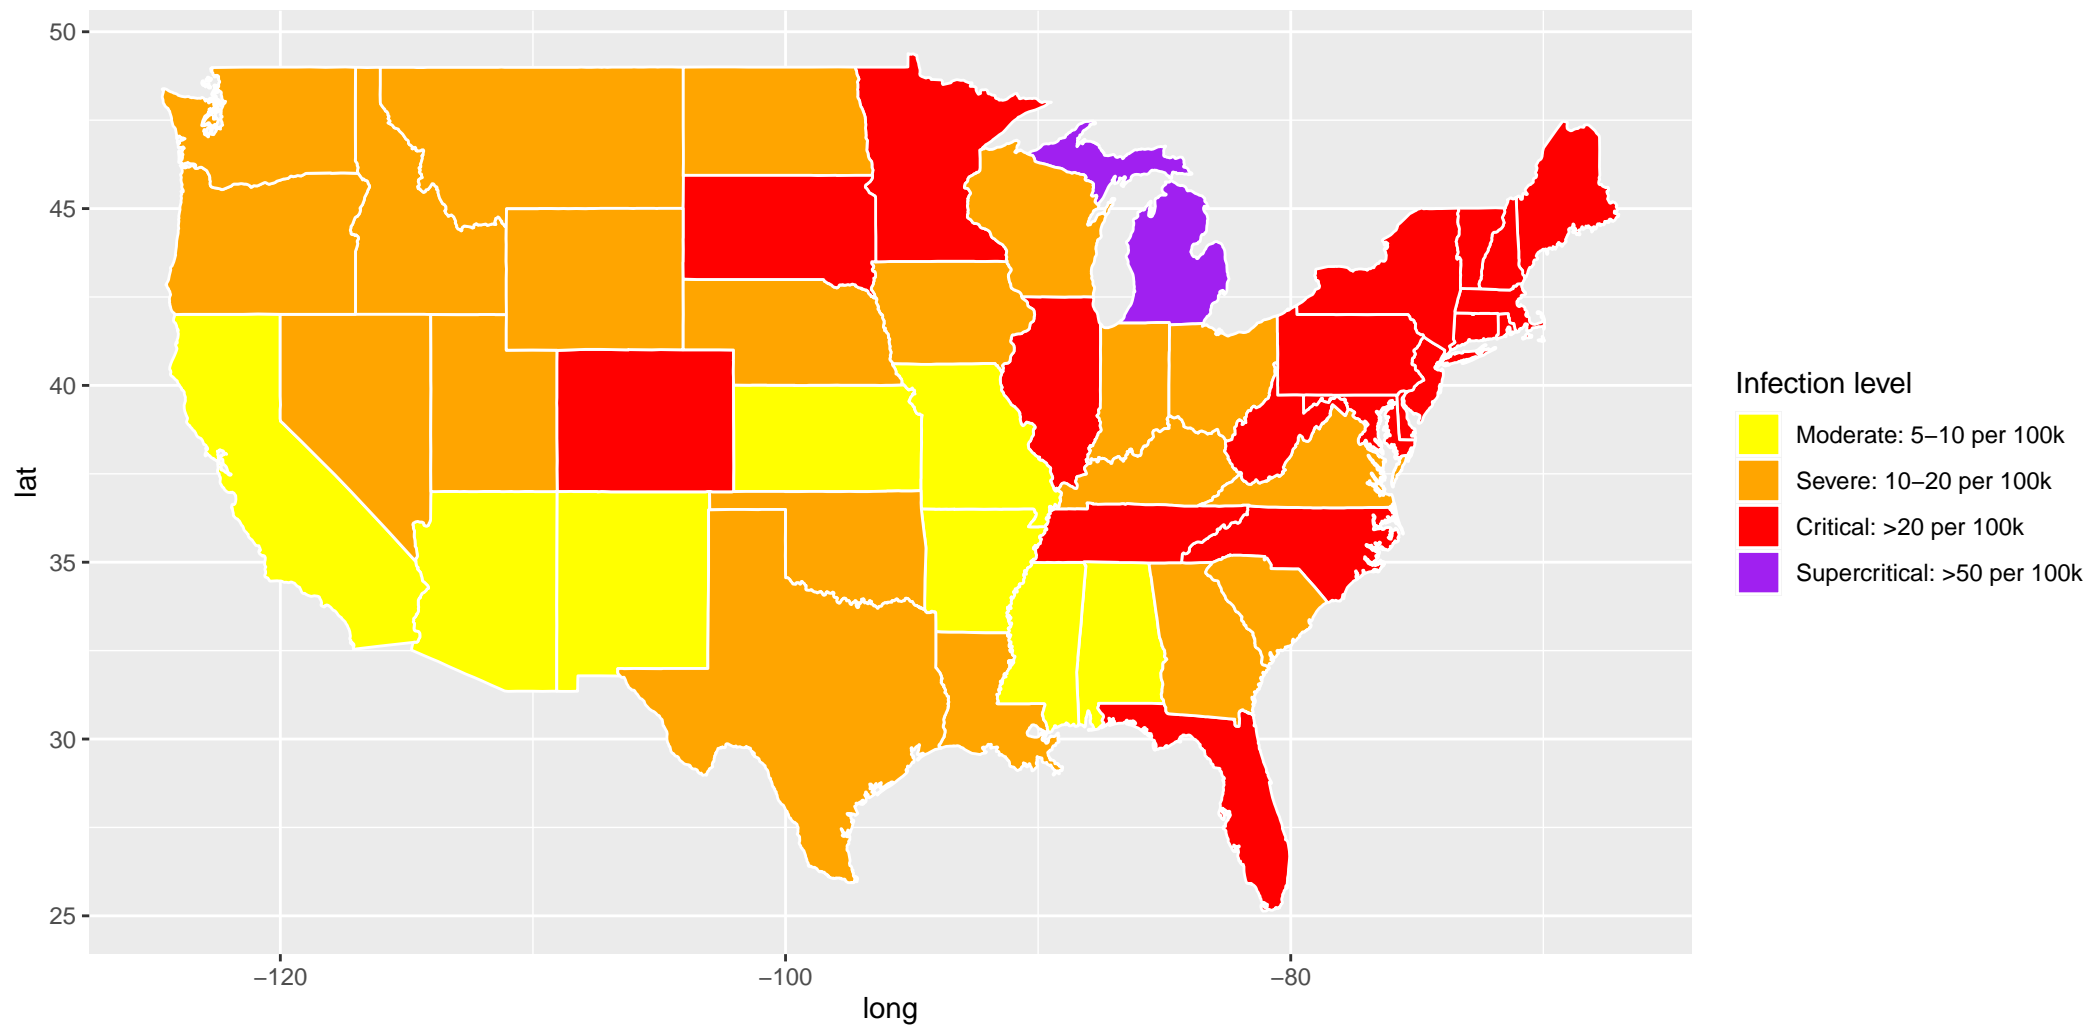 50
45
40
35
30
25
lat
−120
−100
−80
long
Infection level
Moderate: 5−10 per 100k
Severe: 10−20 per 100k
Critical: >20 per 100k
Supercritical: >50 per 100k